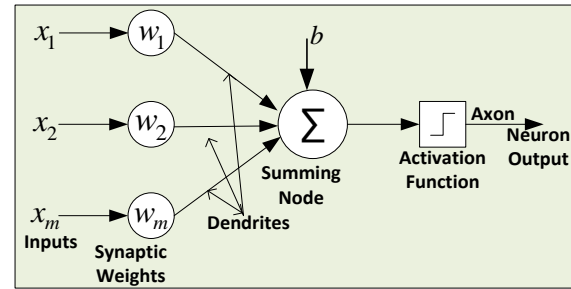 x1
w1
b
x2
w2
Σ
Axon
Neuron
Output
Activation
Function
Summing
Node
xm
wm
Dendrites
Inputs
Synaptic
Weights